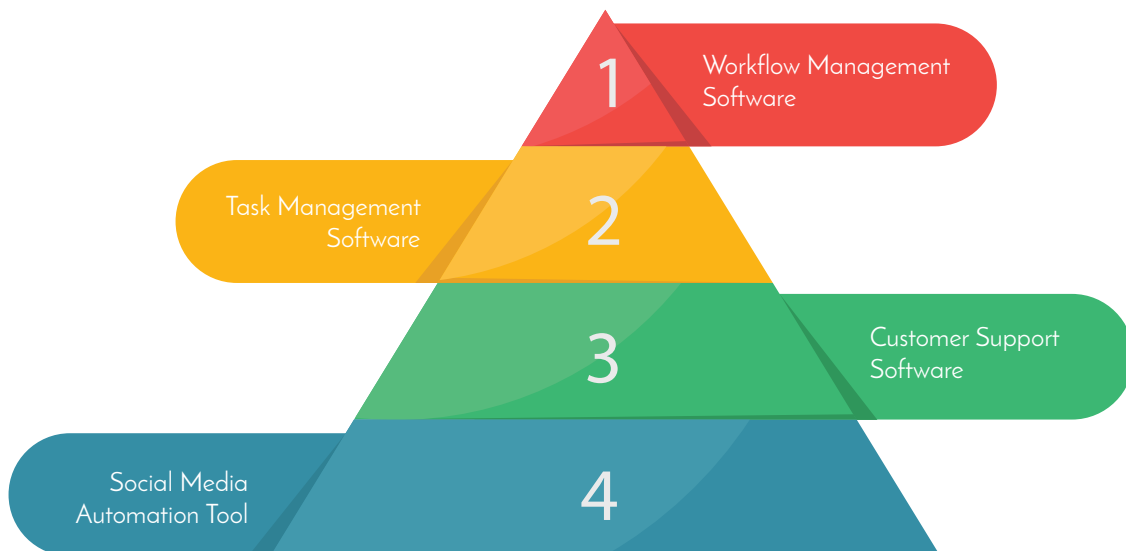 1
Workflow Management
Software
Task Management
Software
2
3
Customer Support
Software
Social Media
Automation Tool
4